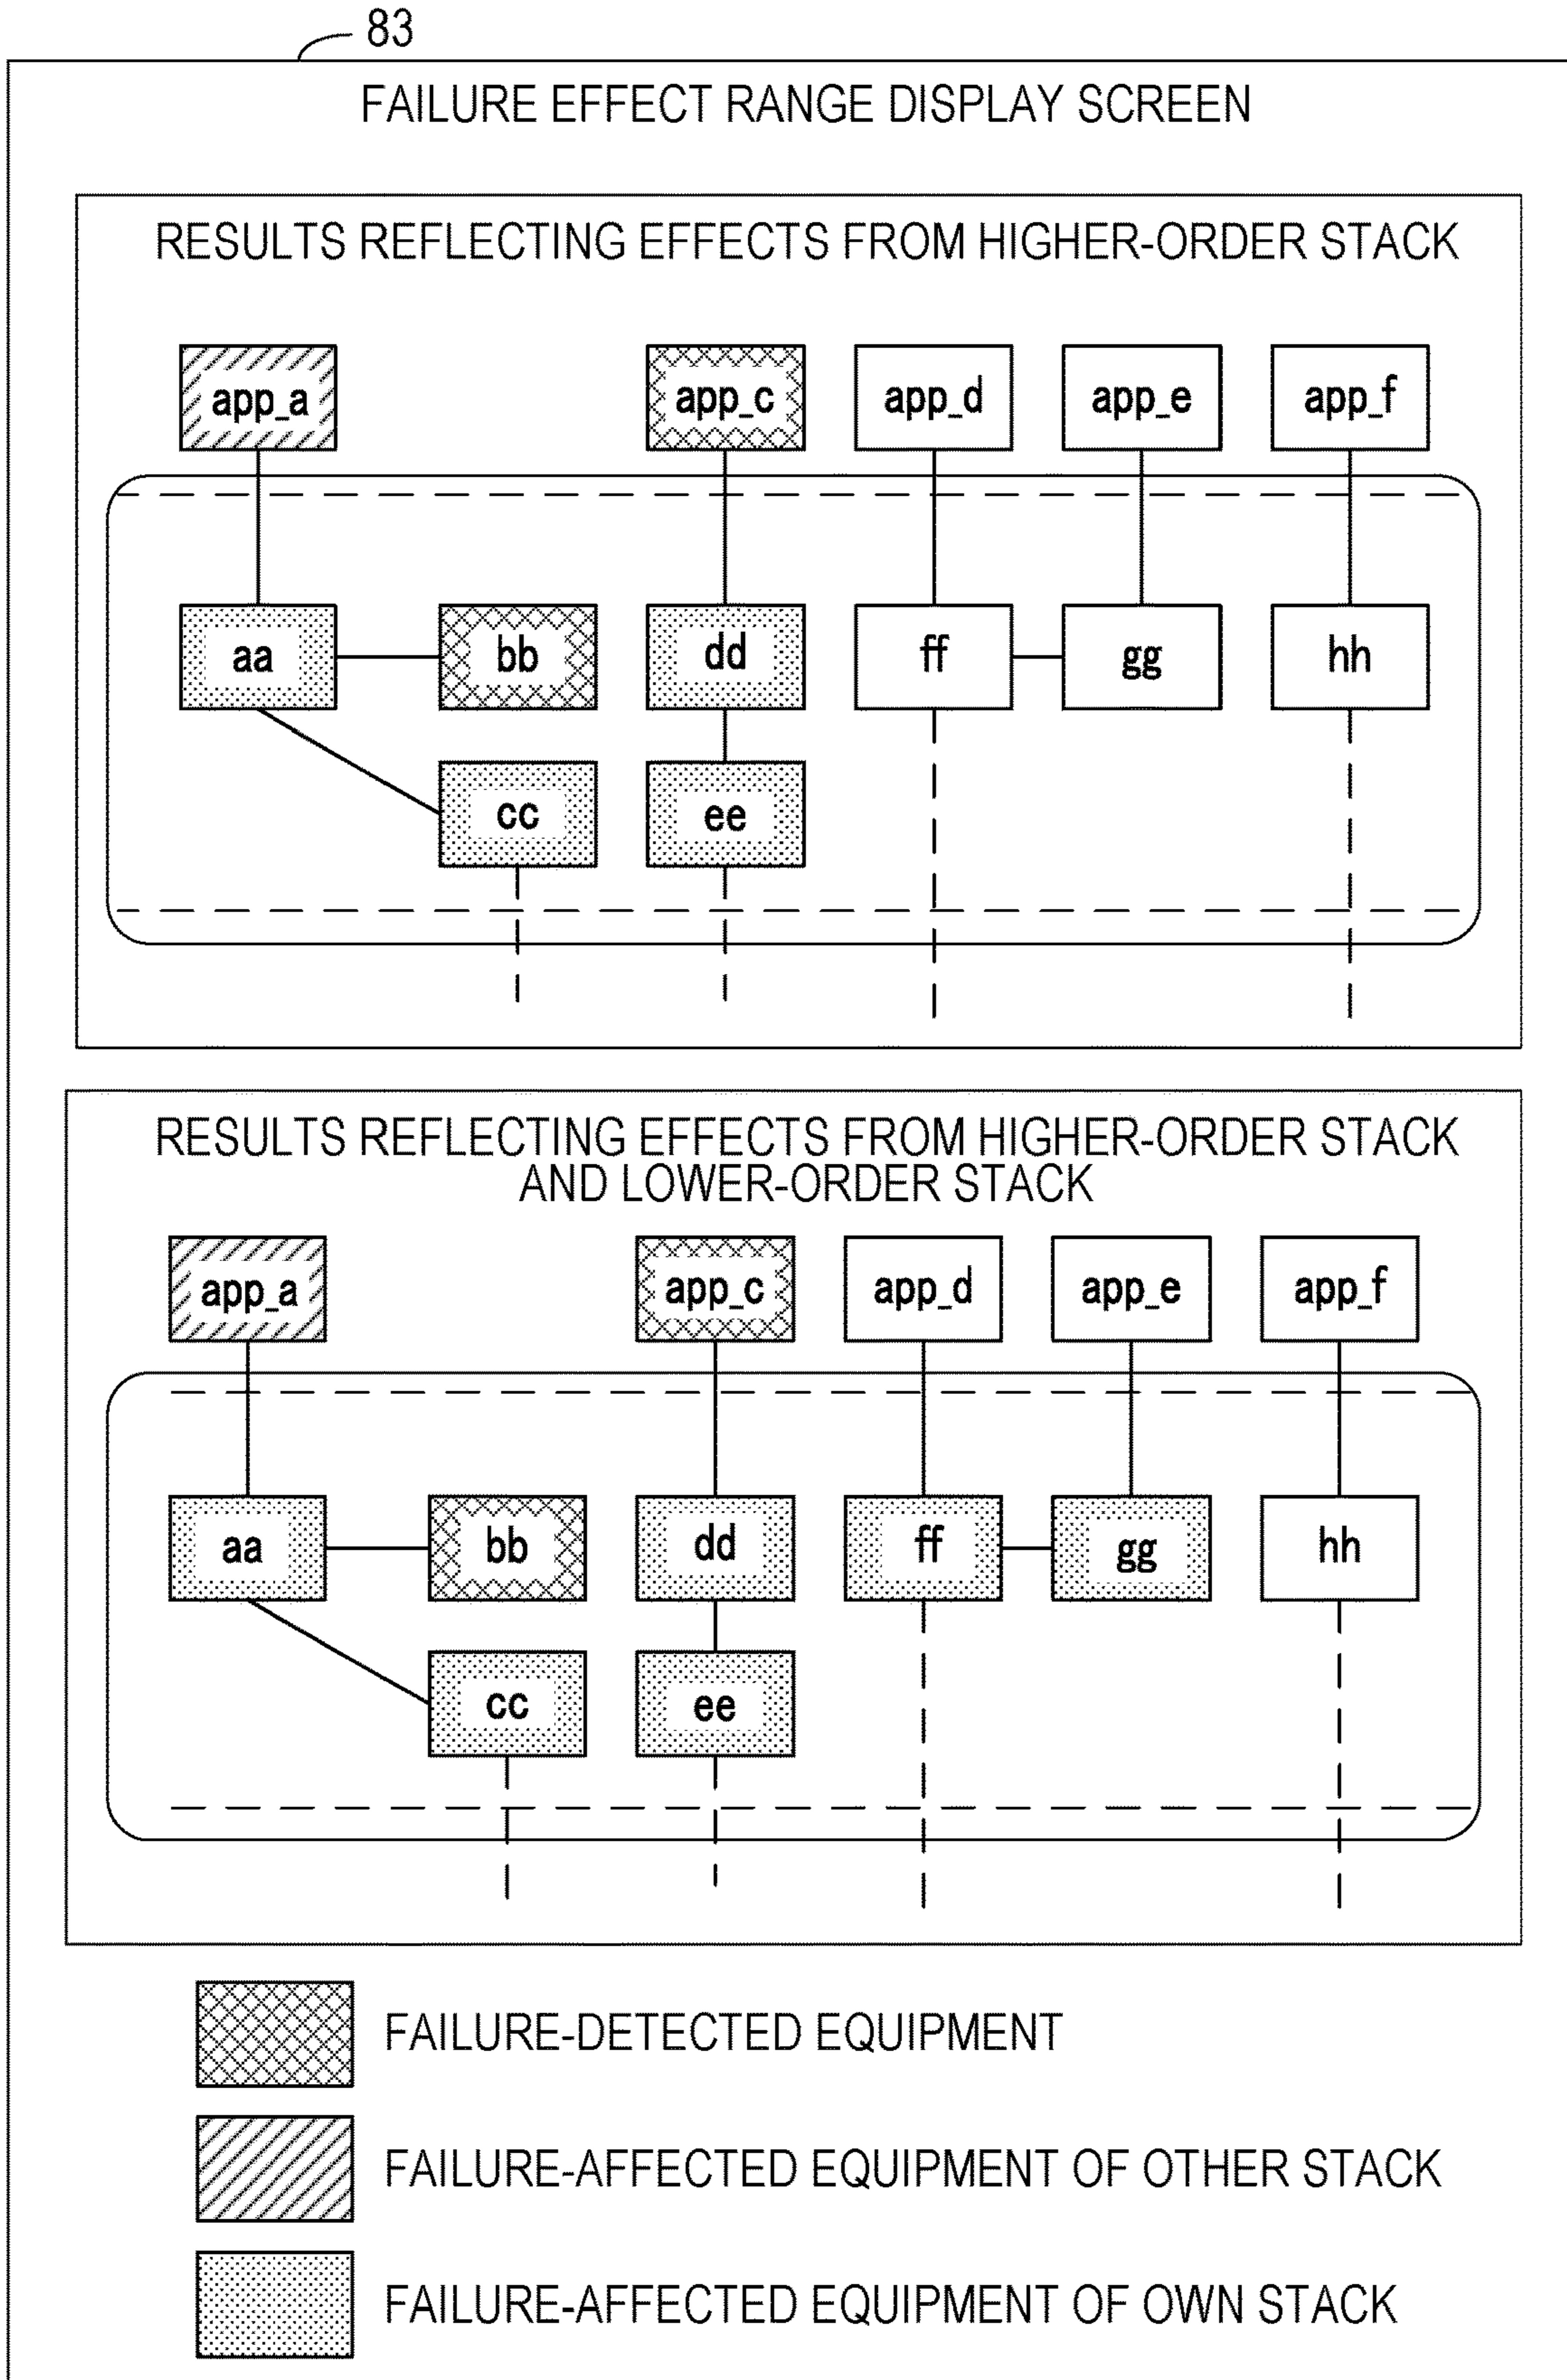 83
FAILURE EFFECT RANGE DISPLAY SCREEN
RESULTS REFLECTING EFFECTS FROM HIGHER-ORDER STACK
app_a app_c app_d app_e app_f
aa bb dd ff gg hh
cc ee
RESULTS REFLECTING EFFECTS FROM HIGHER-ORDER STACK
AND LOWER-ORDER STACK
app_a app_c app_d app_e app_f
aa bb dd ff gg hh
cc ee
FAILURE-DETECTED EQUIPMENT
FAILURE-AFFECTED EQUIPMENT OF OTHER STACK
FAILURE-AFFECTED EQUIPMENT OF OWN STACK